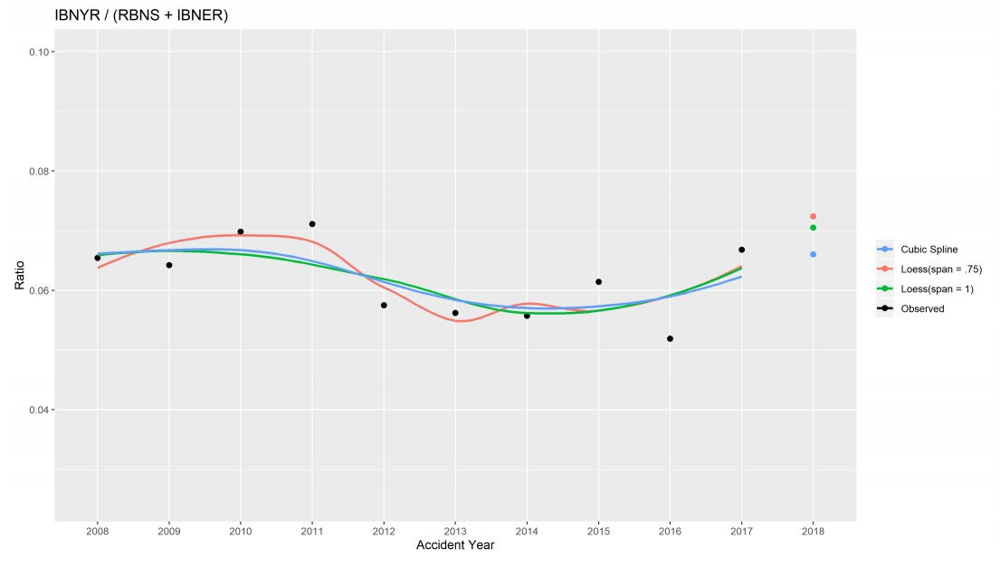 IBNYR / (RBNS + IBNER)
Ratio
0.10
0.08
0.06
0.04
2008 2009 2010 2011 2012 2013 2014 2015 2016 2017 2018
Accident Year
Cubic Spline
Loess(span = .75)
Loess(span = 1)
Observed